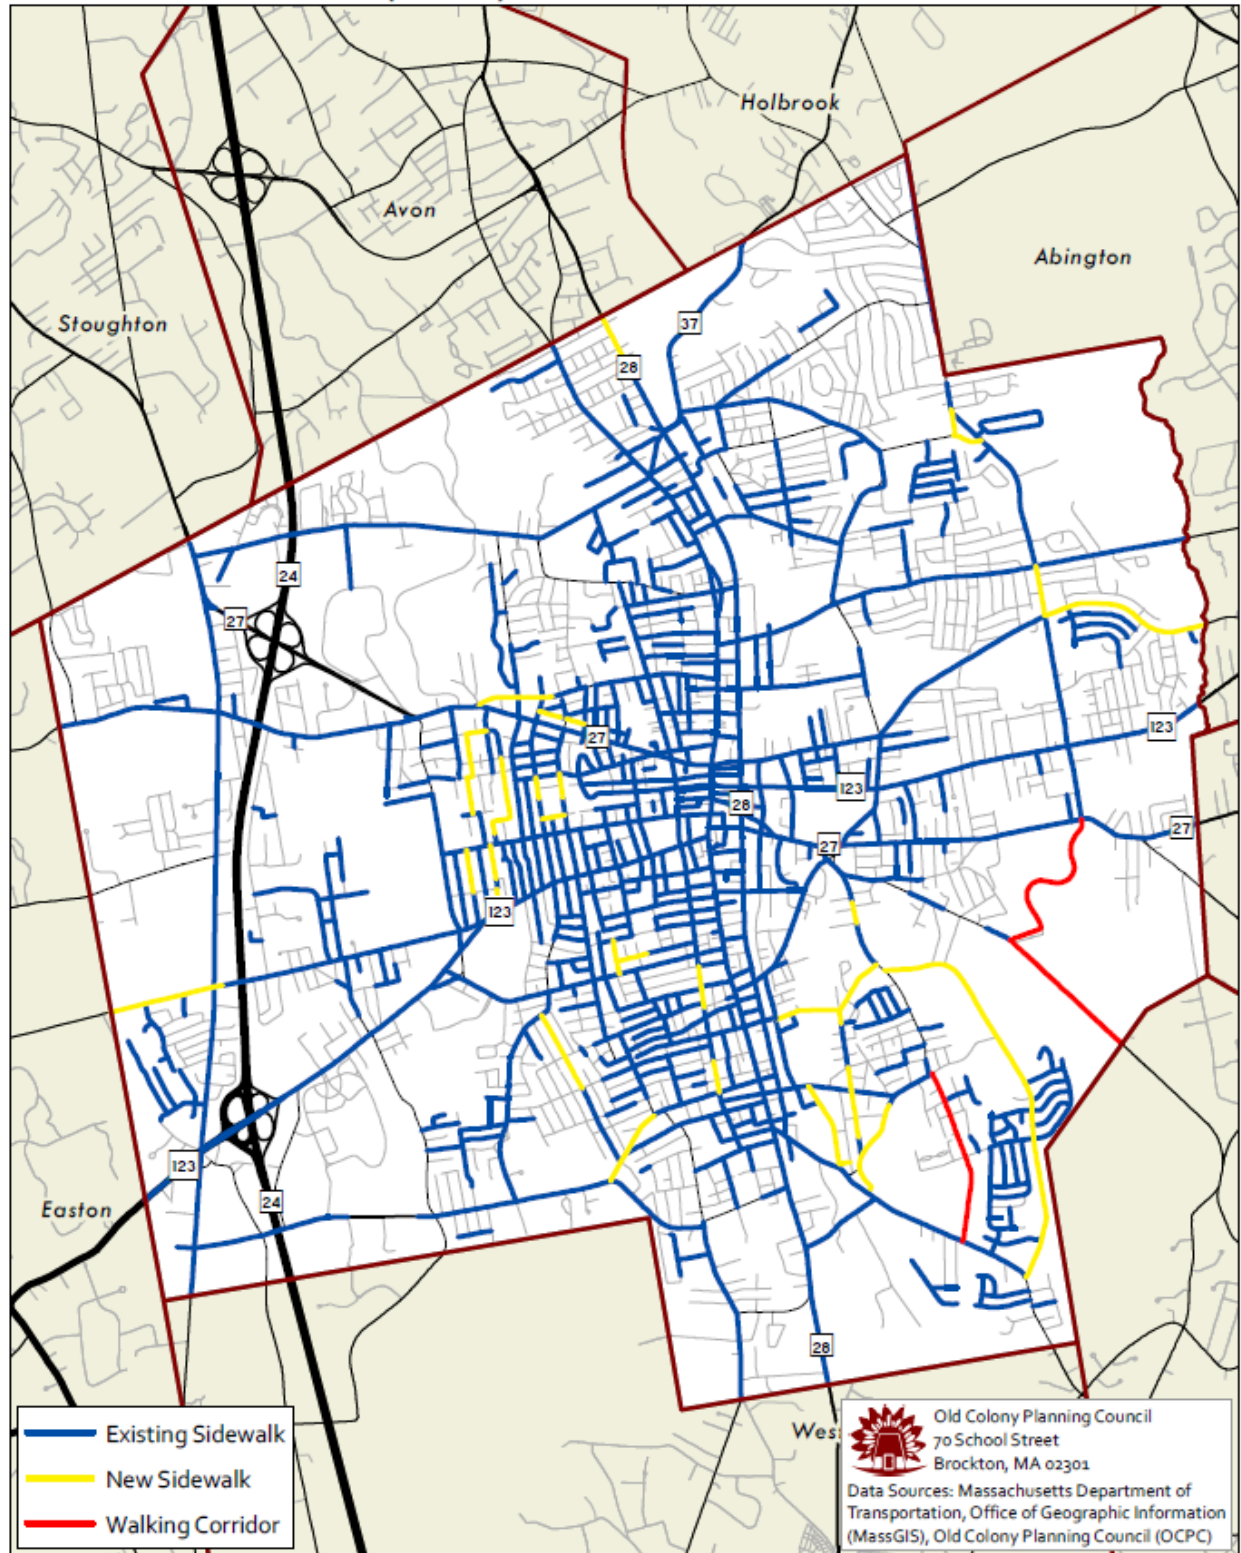 Holbrook
Avon
Abington
Stoughton
37
28
24
27
27
123
123
28
27
27
123
123
24
Easton
28
Wes
Existing Sidewalk
New Sidewalk
Walking Corridor
Old Colony Planning Council
70 School Street
Brockton, MA 02301
Data Sources: Massachusetts Department of
Transportation, Office of Geographic Information
(MassGIS), Old Colony Planning Council (OCPC)